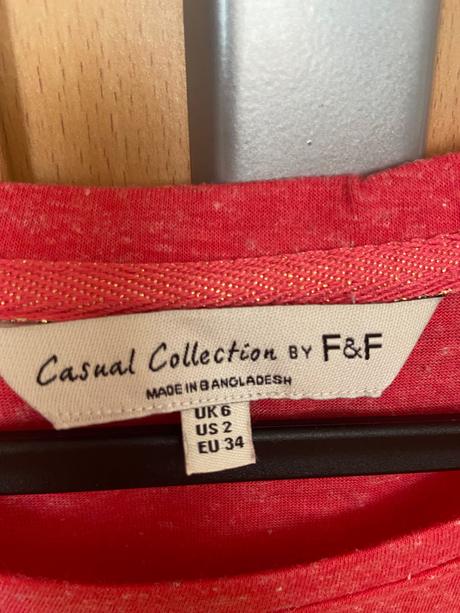 Casual Collection BY F&F
MADE IN BANGLADESH
UK 6
US 2
EU 34